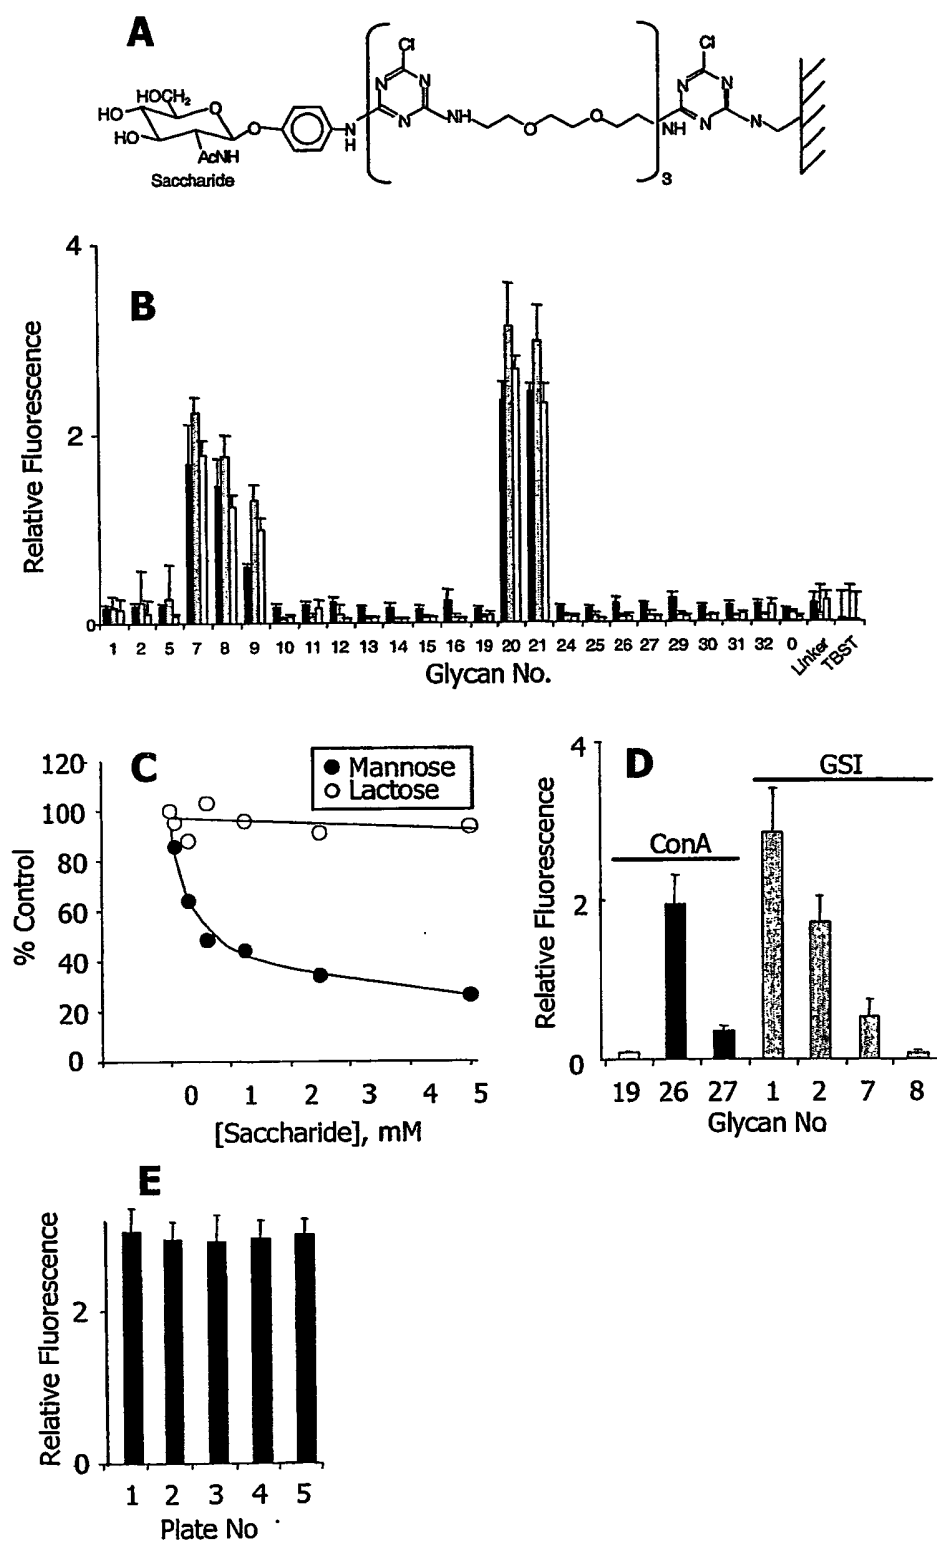 A
Cl
Cl
N
N
N
N
N
N
HOCH2
HO
O
HO
O
N
H
NH
O
O
NH
N
AcNH
Saccharide
3
4
B
2
0
Relative Fluorescence
1 2 5 7 8 9 10 11 12 13 14 15 16 19 20 21 24 25 26 27 29 30 31 32 0 Linker TBST
Glycan No.
C
Mannose
Lactose
120
100
80
60
40
20
0
% Control
0 1 2 3 4 5
[Saccharide], mM
D
GSI
ConA
4
2
0
Relative Fluorescence
19 26 27 1 2 7 8
Glycan No
E
2
0
Relative Fluorescence
1 2 3 4 5
Plate No